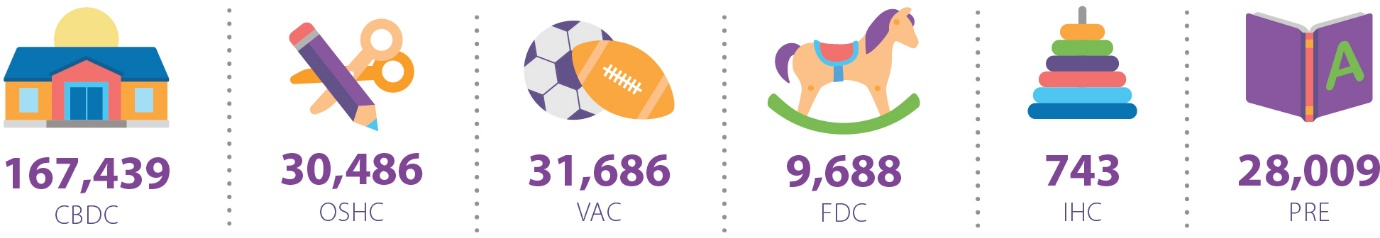 167,439
CBDC
30,486
OSHC
31,686
VAC
9,688
FDC
743
IHC
A
28,009
PRE